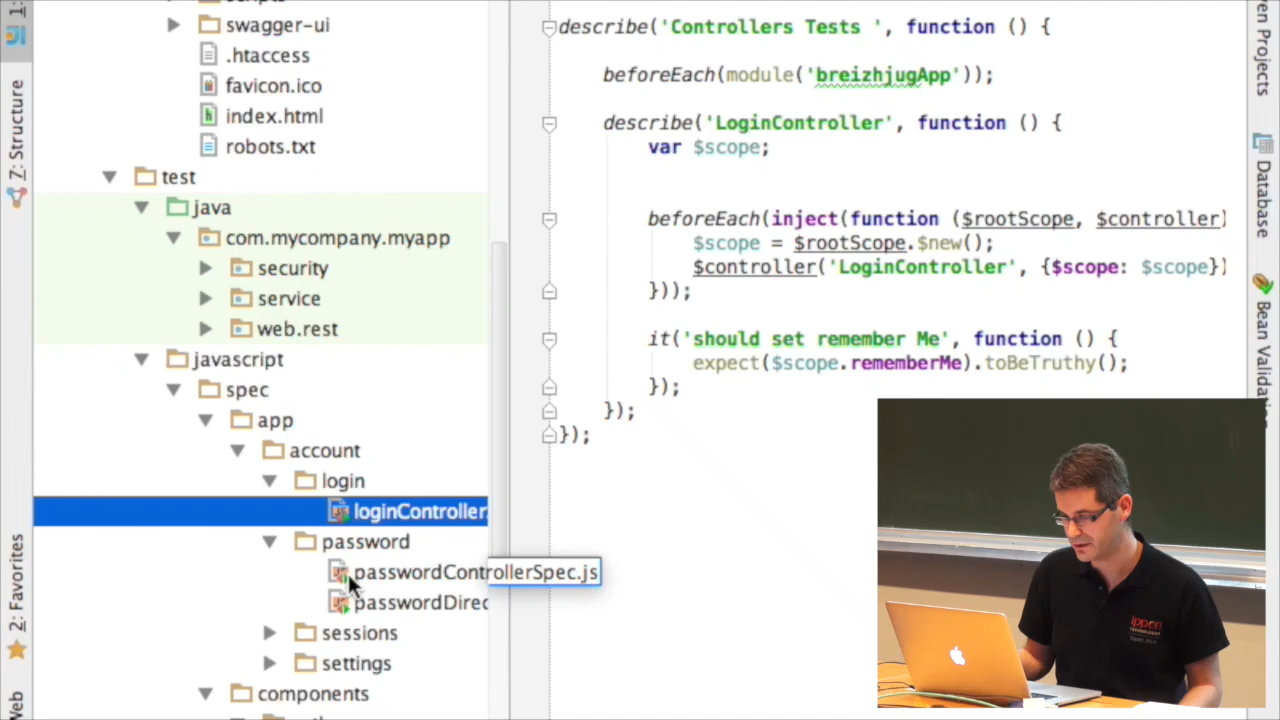 1:
Z: Structure
2: Favorites
Web
swagger-ui
.htaccess
favicon.ico
index.html
robots.txt
test
java
com.mycompany.myapp
security
service
web.rest
javascript
spec
app
account
login
loginController
password
passwordControllerSpec.js
passwordDirec
sessions
settings
components
describe('Controllers Tests ', function () {
beforeEach(module('breizhjugApp'));
describe('LoginController', function () {
var $scope;
beforeEach(inject(function ($rootScope, $controller)
$scope = $rootScope.$new();
$controller('LoginController', {$scope: $scope})
}));
it('should set remember Me', function () {
expect($scope.rememberMe).toBeTruthy();
});
});
});
ven Projects
Database
Bean Valida
ippon